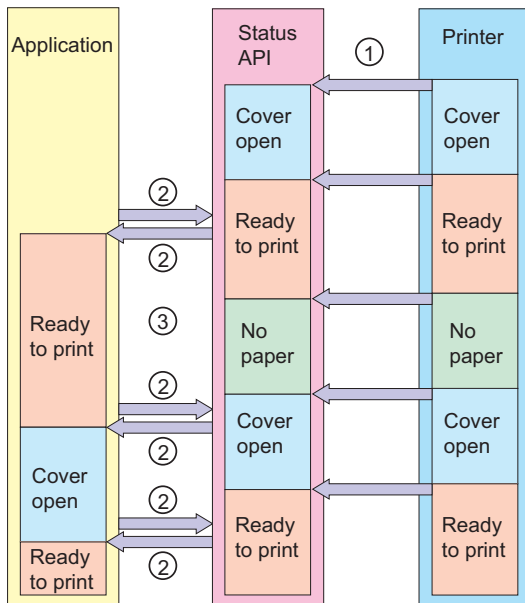 Application
Status
API
Printer
①
Cover
open
Cover
open
②
Ready
to print
Ready
to print
②
Ready
to print
③
No
paper
No
paper
②
Cover
open
Cover
open
②
Cover
open
②
Ready
to print
Ready
to print
Ready
to print
②